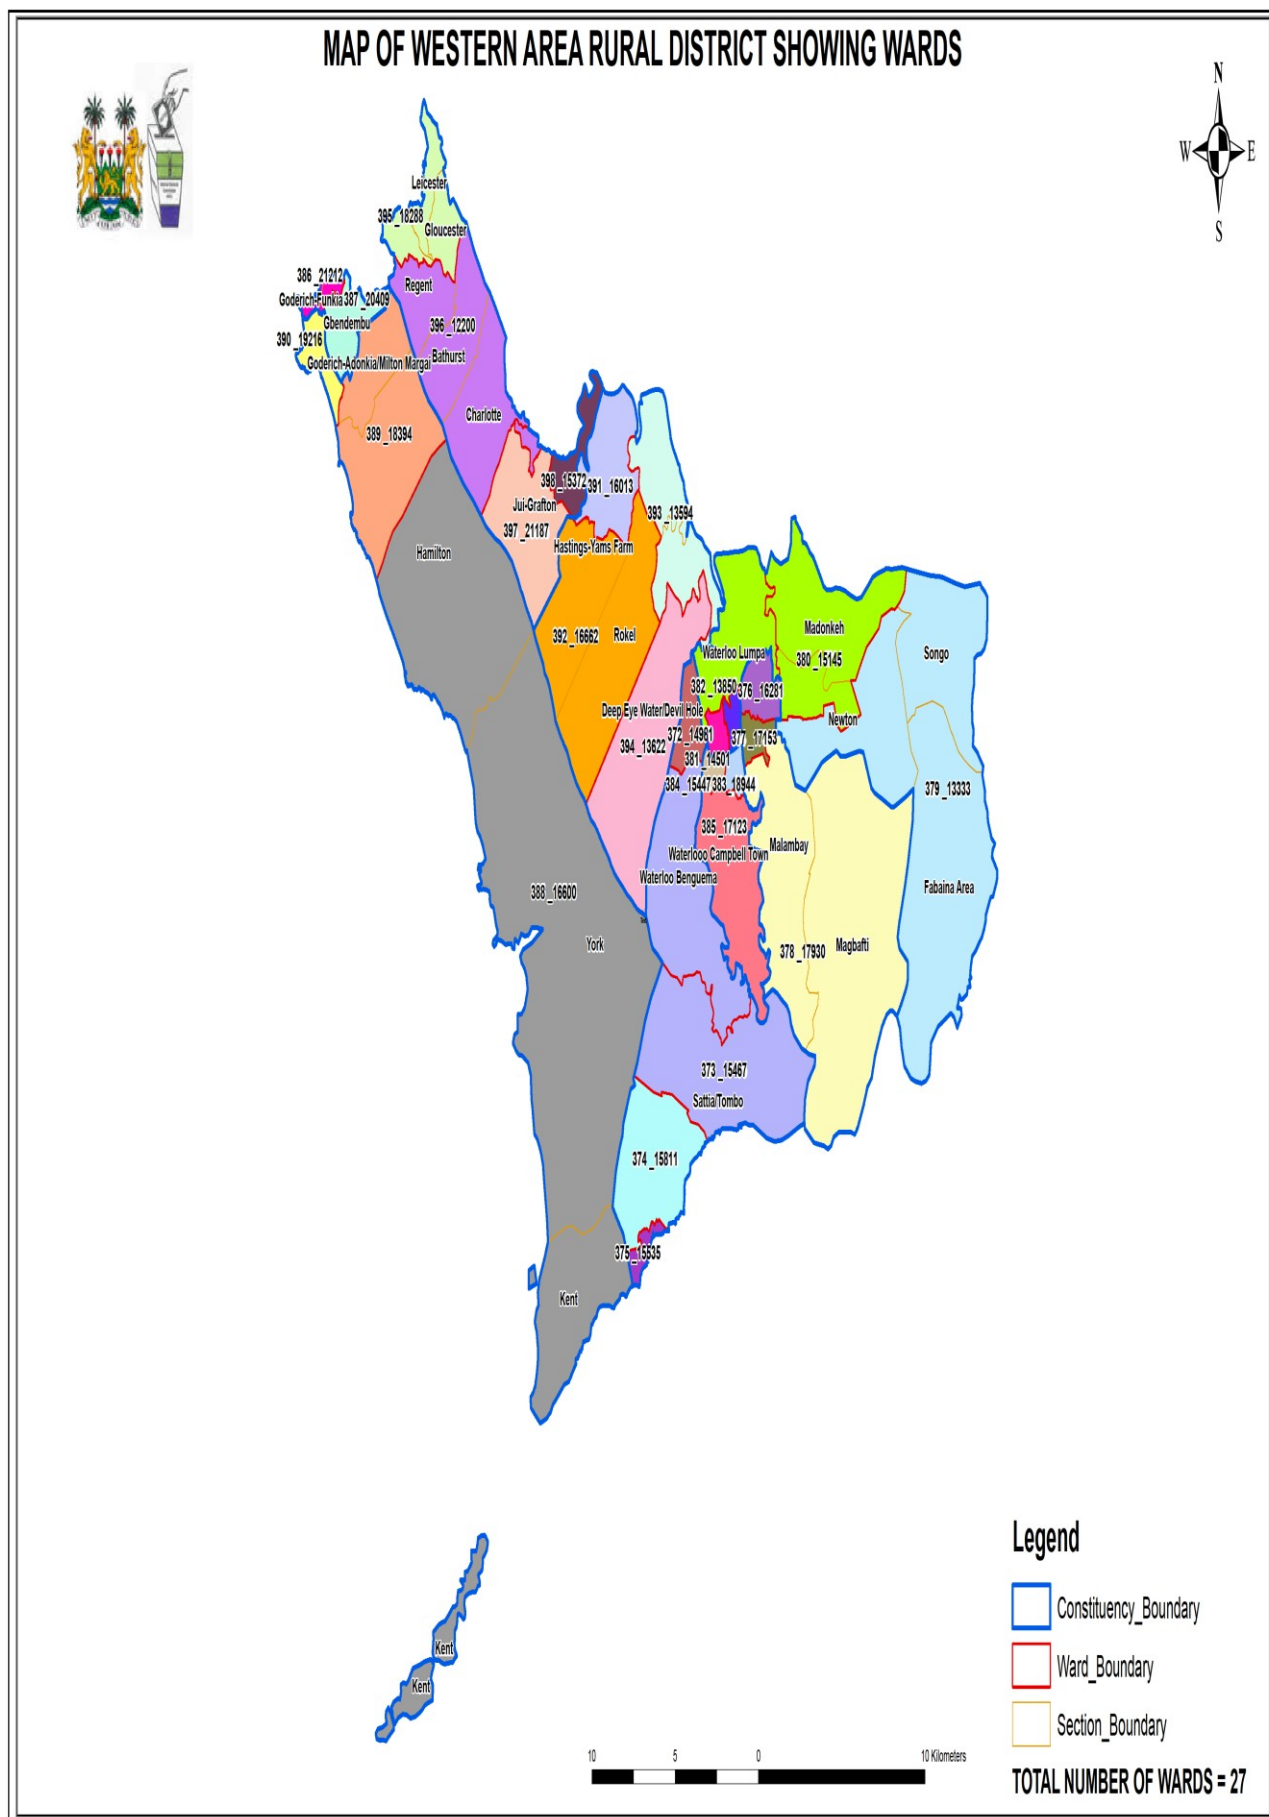 MAP OF WESTERN AREA RURAL DISTRICT SHOWING WARDS
N
W
E
S
Leicester
395_18288
Gloucester
386_21212
Regent
Goderich-Funkia
387_20409
Gbendembu
396_12200
390_19216
Bathurst
Goderich-Adonkia/Milton Margai
Charlotte
389_18394
398_15372
391_16013
Jui-Grafton
393_13594
397_21187
Hastings-Yams Farm
Hamilton
392_16662
Rokel
Madonkeh
Waterloo Lumpa
380_15145
Songo
382_13850
376_16281
Deep Eye Water/Devil Hole
Newton
372_14981
377_17153
394_13622
381_14501
384_15447
383_18944
379_13333
385_17123
Malambay
Waterlooo Campbell Town
Waterloo Benguema
Fabaina Area
388_16600
York
Magbafti
378_17930
373_15467
Sattia/Tombo
374_15811
375_15535
Kent
Kent
Kent
Legend
Constituency_Boundary
Ward_Boundary
Section_Boundary
10 5 0 10 Kilometers
TOTAL NUMBER OF WARDS = 27